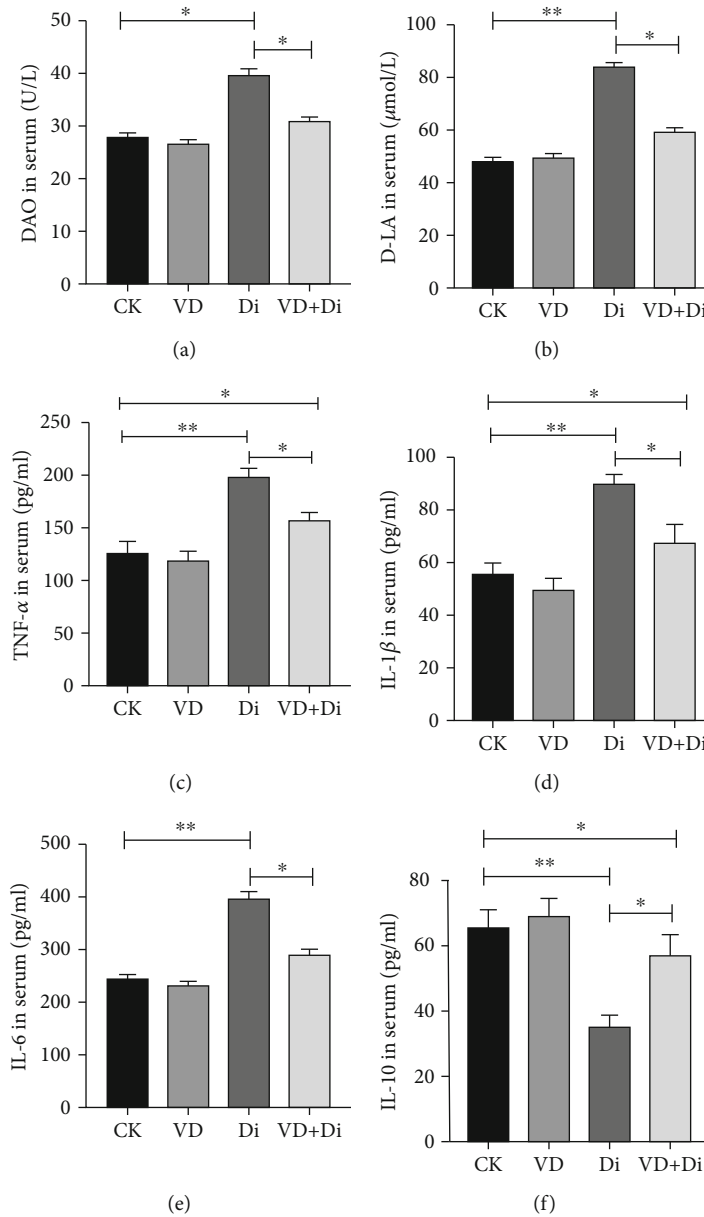 50
40
30
20
10
0
DAO in serum (U/L)
*
*
CK VD Di VD+Di
(a)
100
80
60
40
20
0
D-LA in serum (μmol/L)
**
*
CK VD Di VD+Di
(b)
250
200
150
100
50
0
TNF-α in serum (pg/ml)
*
**
*
CK VD Di VD+Di
(c)
100
80
60
40
20
0
IL-1β in serum (pg/ml)
*
**
*
CK VD Di VD+Di
(d)
500
400
300
200
100
0
IL-6 in serum (pg/ml)
**
*
CK VD Di VD+Di
(e)
80
60
40
20
0
IL-10 in serum (pg/ml)
*
**
*
CK VD Di VD+Di
(f)